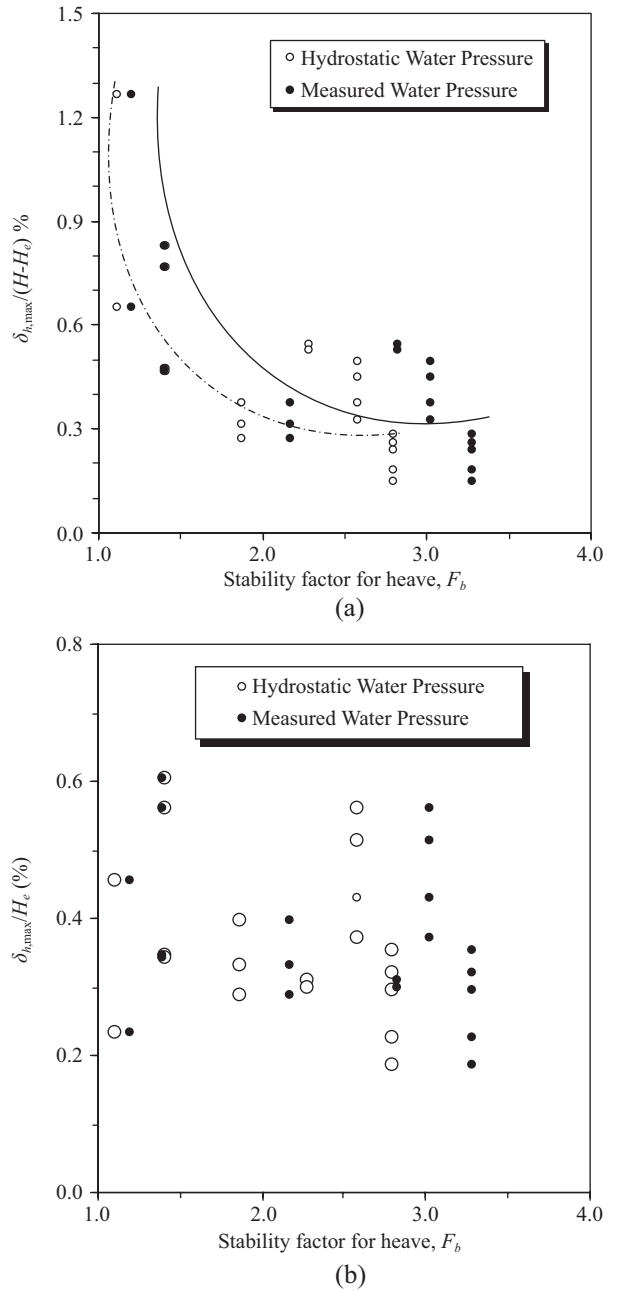 1.5
Hydrostatic Water Pressure
Measured Water Pressure
1.2
0.9
δh,max/(H-He) %
0.6
0.3
0.0
1.0 2.0 3.0 4.0
Stability factor for heave, Fb
(a)
0.8
Hydrostatic Water Pressure
Measured Water Pressure
0.6
δh,max/He (%)
0.4
0.2
0.0
1.0 2.0 3.0 4.0
Stability factor for heave, Fb
(b)